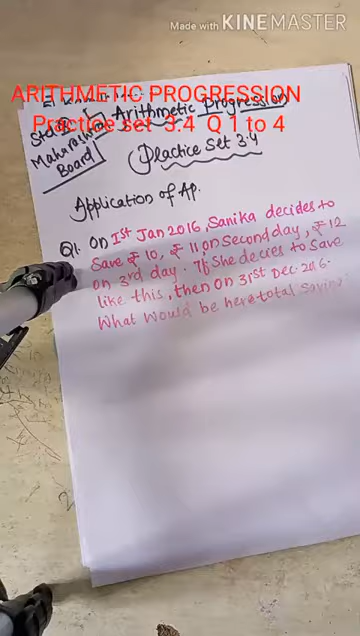 Made with KINEMASTER
ARITHMETIC PROGRESSION
Practice set 3.4 Q 1 to 4
Std
Arithmetic Progression
Maharashtra
Board
Practice Set 3.4
Application of AP.
Q1. On 1st Jan 2016, Sanika decides to
Save ₹ 10, ₹ 11 on second day, ₹ 12
on 3rd day. If She decies to save
like this, then on 31st Dec. 2016.
What would be here total Saving